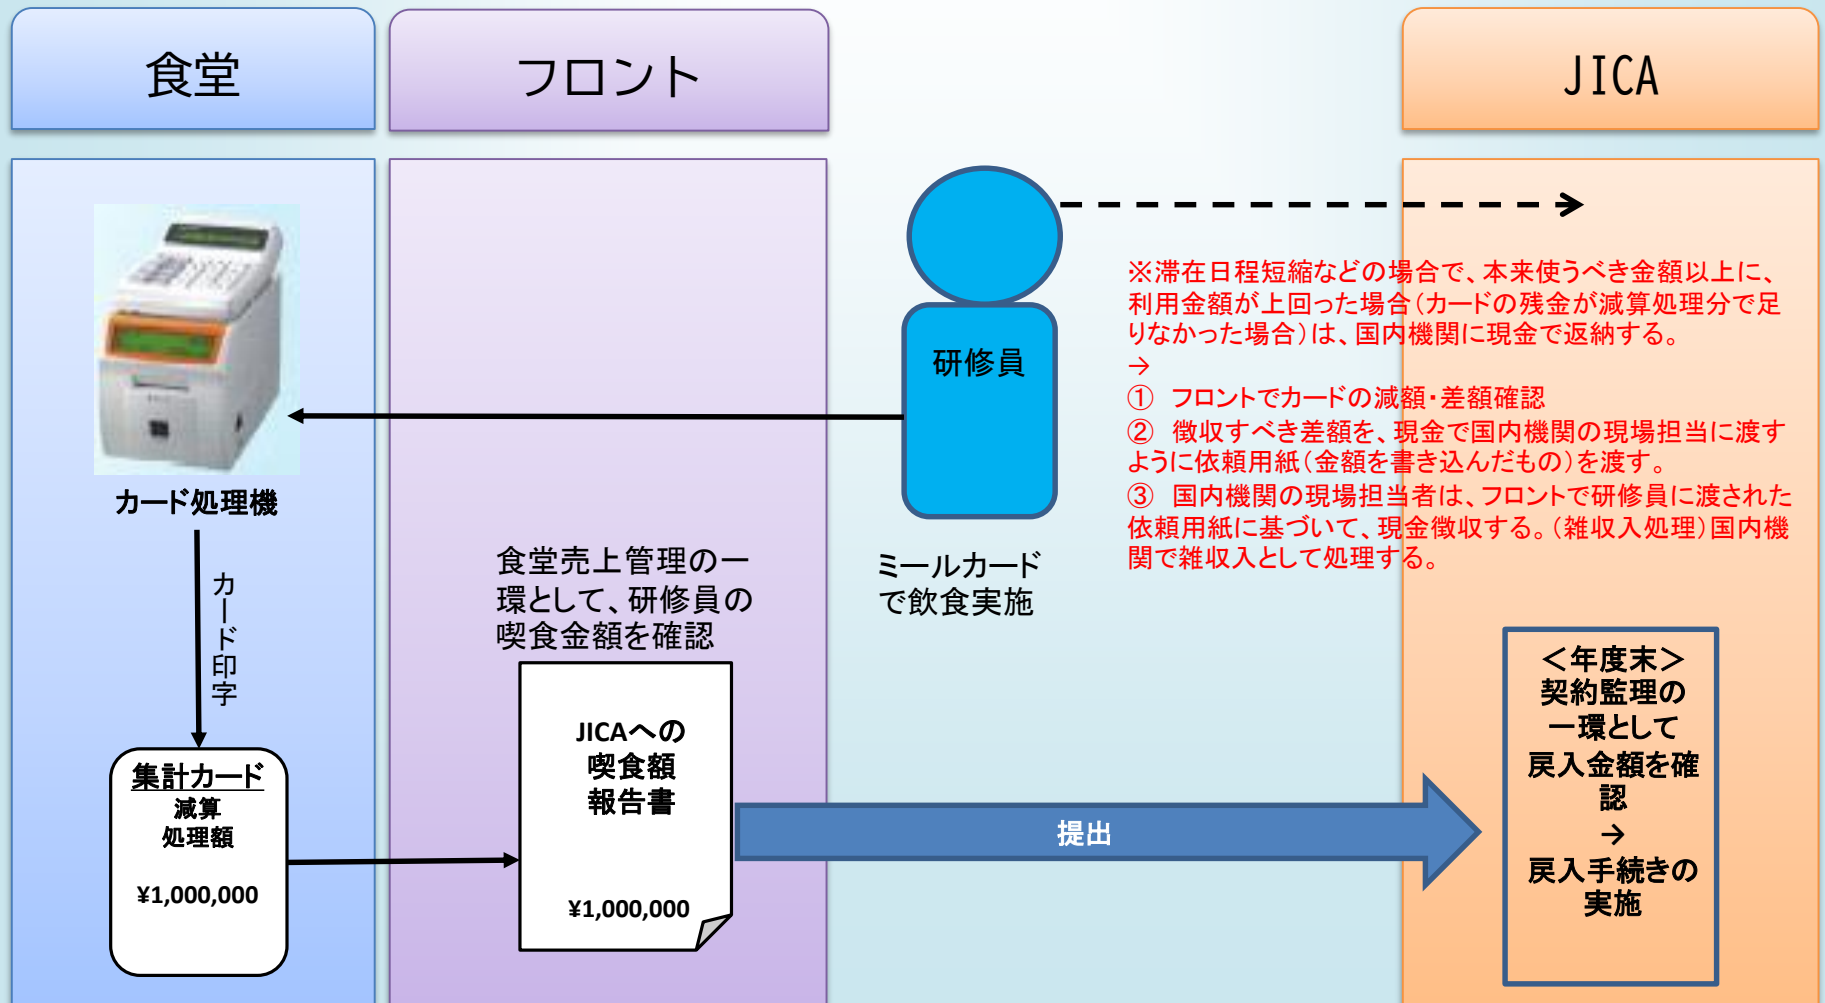 食堂
フロント
JICA
カード処理機
カード印字
集計カード
減算
処理額
¥1,000,000
食堂売上管理の一
環として、研修員の
喫食金額を確認
JICAへの
喫食額
報告書
¥1,000,000
研修員
ミールカード
で飲食実施
※滞在日程短縮などの場合で、本来使うべき金額以上に、
利用金額が上回った場合(カードの残金が減算処理分で足
りなかった場合)は、国内機関に現金で返納する。
→
① フロントでカードの減額・差額確認
② 徴収すべき差額を、現金で国内機関の現場担当に渡す
ように依頼用紙(金額を書き込んだもの)を渡す。
③ 国内機関の現場担当者は、フロントで研修員に渡された
依頼用紙に基づいて、現金徴収する。(雑収入処理)国内機
関で雑収入として処理する。
提出
<年度末>
契約監理の
一環として
戻入金額を確
認
→
戻入手続きの
実施